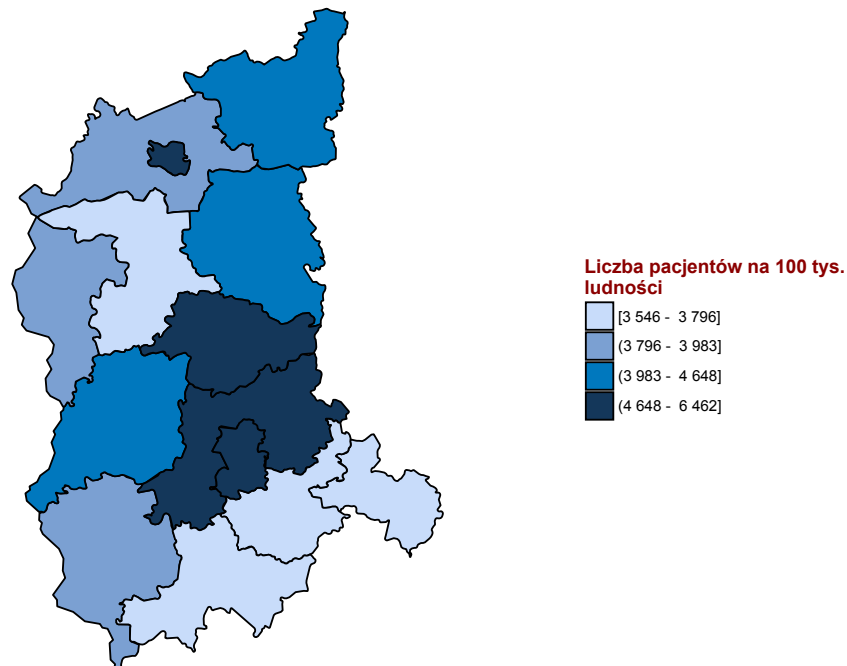 Liczba pacjentów na 100 tys.
ludności
[3 546 - 3 796]
(3 796 - 3 983]
(3 983 - 4 648]
(4 648 - 6 462]